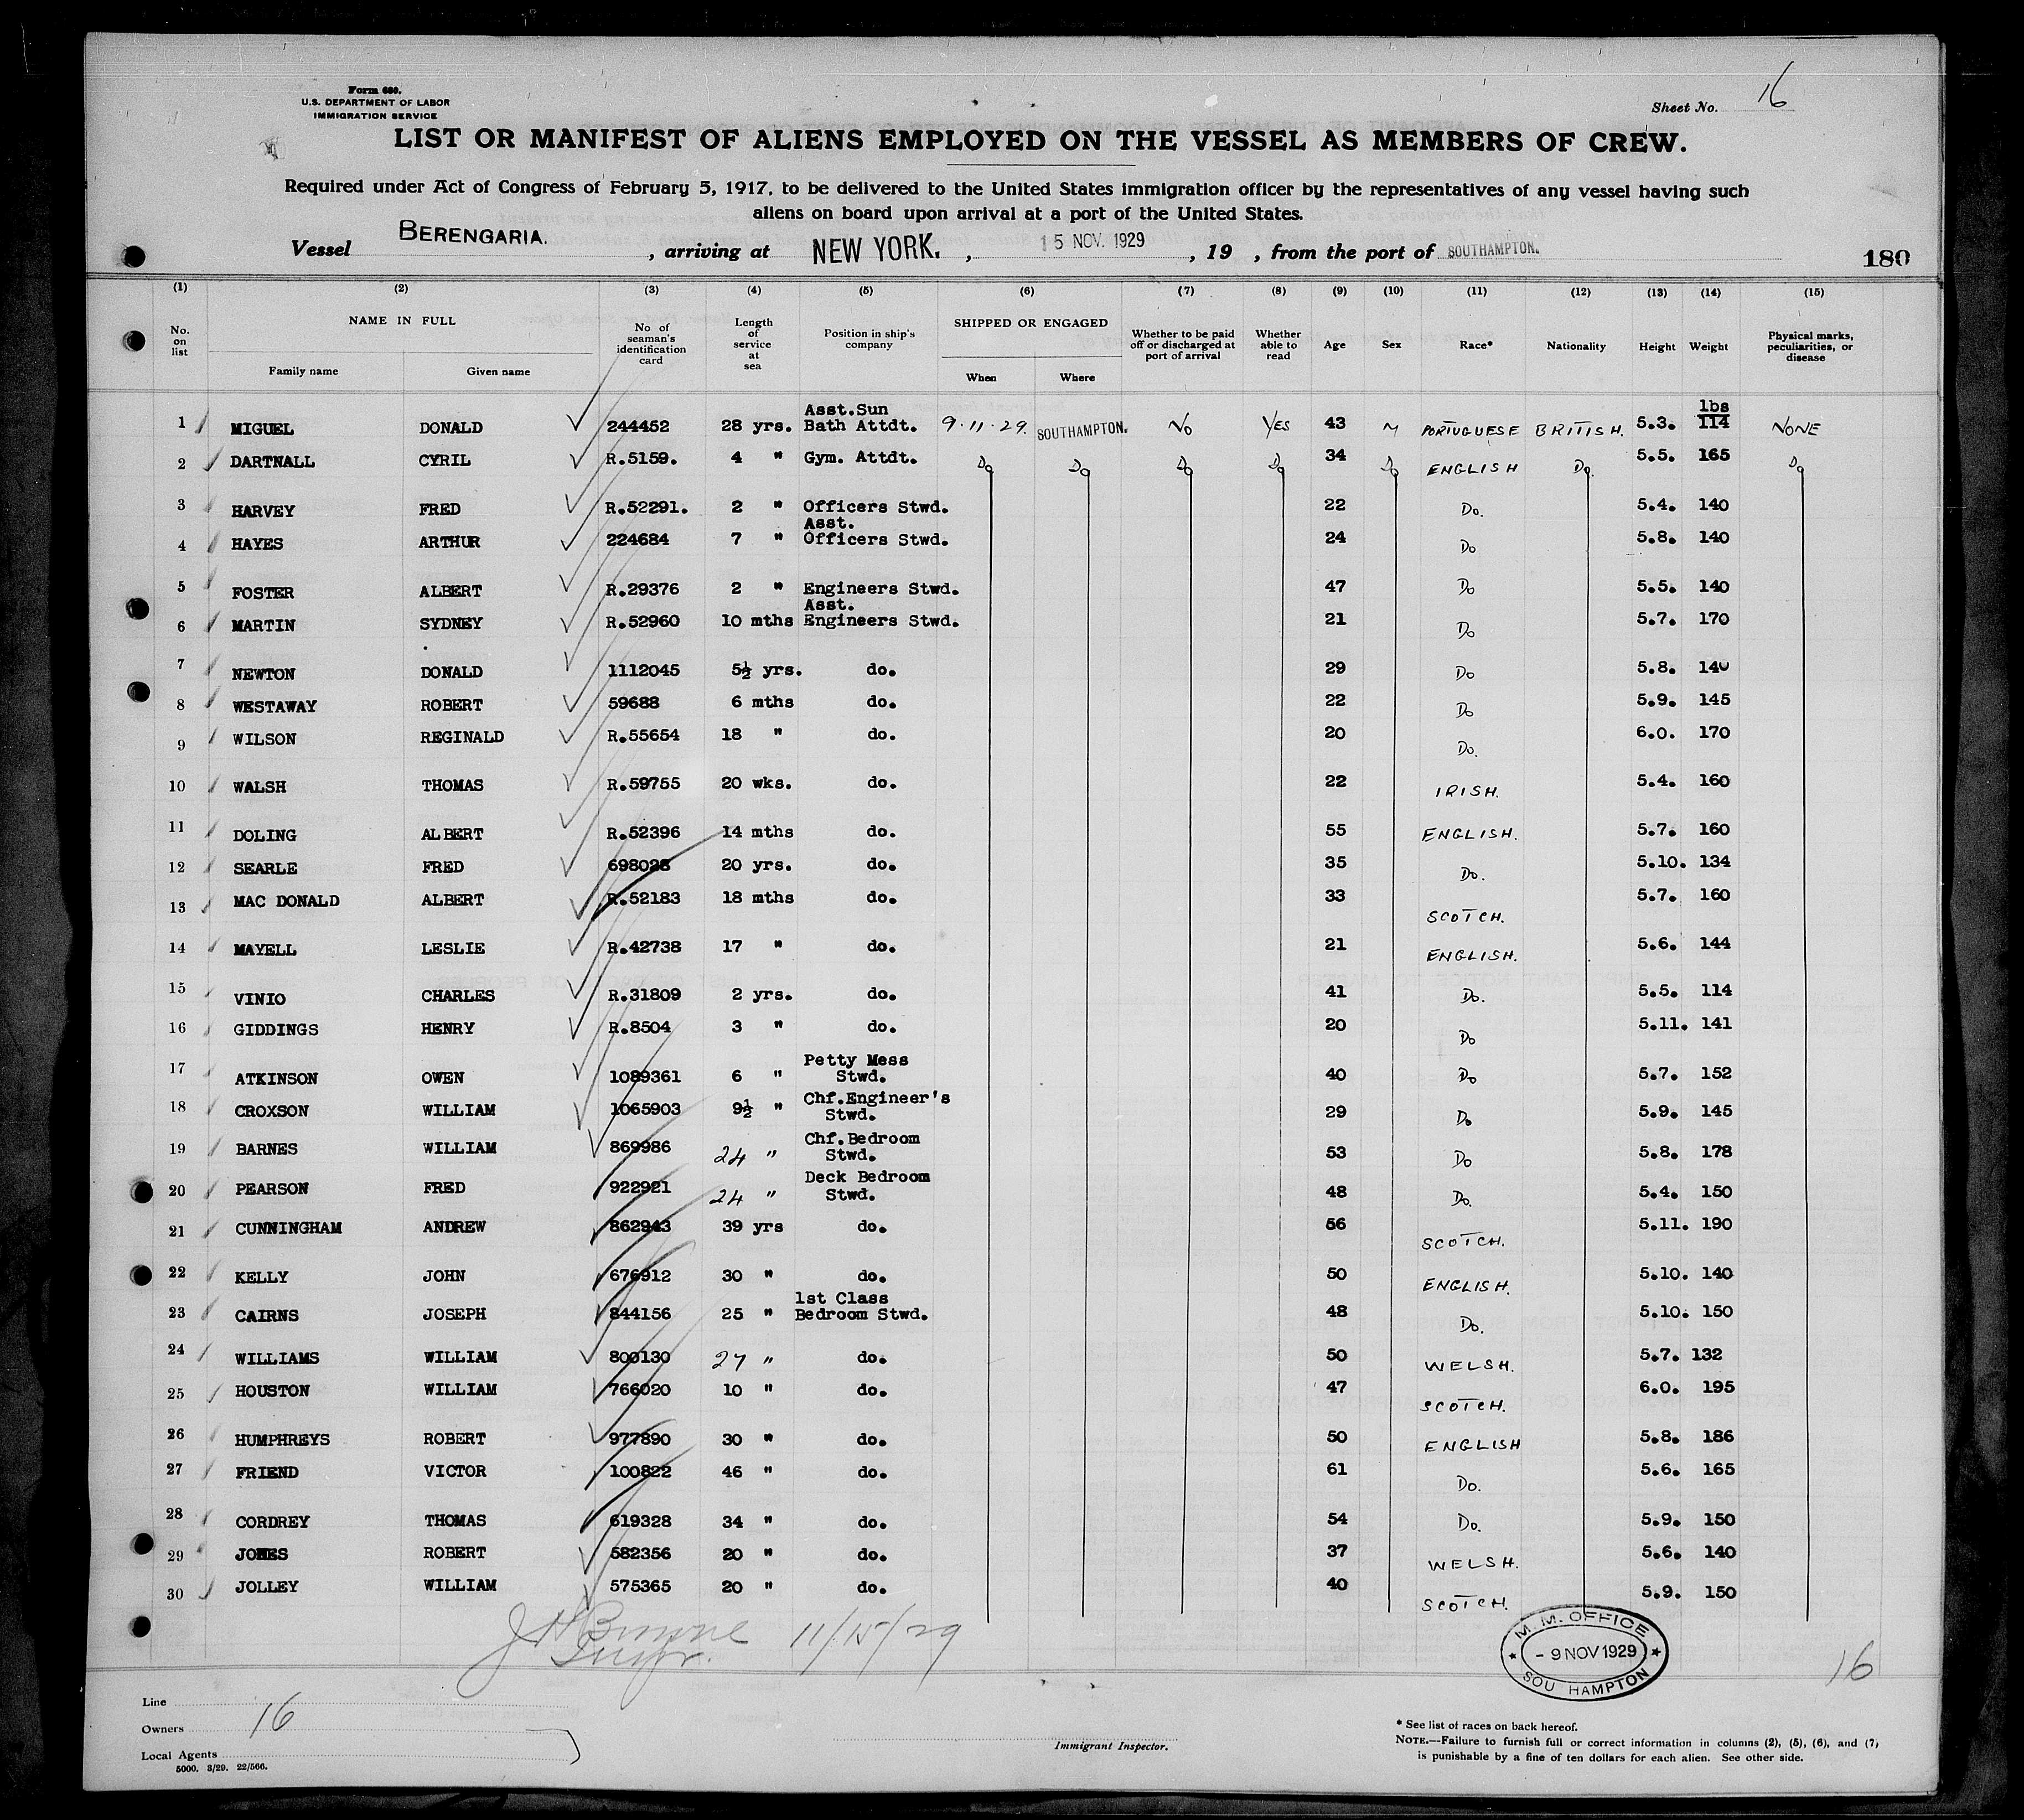 Form 680.
U.S. DEPARTMENT OF LABOR
IMMIGRATION SERVICE
Sheet No. 16
LIST OR MANIFEST OF ALIENS EMPLOYED ON THE VESSEL AS MEMBERS OF CREW.
Required under Act of Congress of February 5, 1917, to be delivered to the United States immigration officer by the representatives of any vessel having such
aliens on board upon arrival at a port of the United States.
Vessel BERENGARIA. , arriving at NEW YORK. , 15 NOV. 1929 , 19 , from the port of SOUTHAMPTON.
180
(1) (2) (3) (4) (5) (6) (7) (8) (9) (10) (11) (12) (13) (14) (15)
No. on list NAME IN FULL Family name Given name No. of seaman's identification card Length of service at sea Position in ship's company SHIPPED OR ENGAGED When Where Whether to be paid off or discharged at port of arrival Whether able to read Age Sex Race* Nationality Height Weight Physical marks, peculiarities, or disease
1 MIGUEL DONALD 244452 28 yrs. Asst.Sun Bath Attdt. 9.11.29. SOUTHAMPTON. NO YES 43 M PORTUGUESE BRITISH. 5.3. lbs 114 NONE
2 DARTNALL CYRIL R.5159. 4 " Gym. Attdt. Do Do Do Do 34 Do ENGLISH Do. 5.5. 165 Do
3 HARVEY FRED R.52291. 2 " Officers Stwd. 22 Do. 5.4. 140
4 HAYES ARTHUR 224684 7 " Asst. Officers Stwd. 24 Do 5.8. 140
5 FOSTER ALBERT R.29376 2 " Engineers Stwd. 47 Do 5.5. 140
6 MARTIN SYDNEY R.52960 10 mths Asst. Engineers Stwd. 21 Do 5.7. 170
7 NEWTON DONALD 1112045 5½ yrs. do. 29 Do 5.8. 140
8 WESTAWAY ROBERT 59688 6 mths do. 22 Do 5.9. 145
9 WILSON REGINALD R.55654 18 " do. 20 Do. 6.0. 170
10 WALSH THOMAS R.59755 20 wks. do. 22 IRISH. 5.4. 160
11 DOLING ALBERT R.52396 14 mths do. 55 ENGLISH. 5.7. 160
12 SEARLE FRED 698028 20 yrs. do. 35 Do. 5.10. 134
13 MAC DONALD ALBERT R.52183 18 mths do. 33 SCOTCH. 5.7. 160
14 MAYELL LESLIE R.42738 17 " do. 21 ENGLISH. 5.6. 144
15 VINIO CHARLES R.31809 2 yrs. do. 41 Do. 5.5. 114
16 GIDDINGS HENRY R.8504 3 " do. 20 Do 5.11. 141
17 ATKINSON OWEN 1089361 6 " Petty Mess Stwd. 40 Do 5.7. 152
18 CROXSON WILLIAM 1065903 9½ " Chf.Engineer's Stwd. 29 Do 5.9. 145
19 BARNES WILLIAM 869986 24 " Chf.Bedroom Stwd. 53 Do 5.8. 178
20 PEARSON FRED 922921 24 " Deck Bedroom Stwd. 48 Do. 5.4. 150
21 CUNNINGHAM ANDREW 862943 39 yrs do. 56 SCOTCH. 5.11. 190
22 KELLY JOHN 676912 30 " do. 50 ENGLISH. 5.10. 140
23 CAIRNS JOSEPH 844156 25 " 1st Class Bedroom Stwd. 48 Do. 5.10. 150
24 WILLIAMS WILLIAM 800130 27 " do. 50 WELSH. 5.7. 132
25 HOUSTON WILLIAM 766020 10 " do. 47 SCOTCH. 6.0. 195
26 HUMPHREYS ROBERT 977890 30 " do. 50 ENGLISH 5.8. 186
27 FRIEND VICTOR 100822 46 " do. 61 Do. 5.6. 165
28 CORDREY THOMAS 619328 34 " do. 54 Do. 5.9. 150
29 JONES ROBERT 582356 20 " do. 37 WELSH. 5.6. 140
30 JOLLEY WILLIAM 575365 20 " do. 40 SCOTCH. 5.9. 150
11/15/29
M. M. OFFICE
- 9 NOV 1929
SOU HAMPTON
16
Line
Owners 16
Local Agents
5000. 3/29. 22/566.
Immigrant Inspector.
* See list of races on back hereof.
NOTE.—Failure to furnish full or correct information in columns (2), (5), (6), and (7)
is punishable by a fine of ten dollars for each alien. See other side.